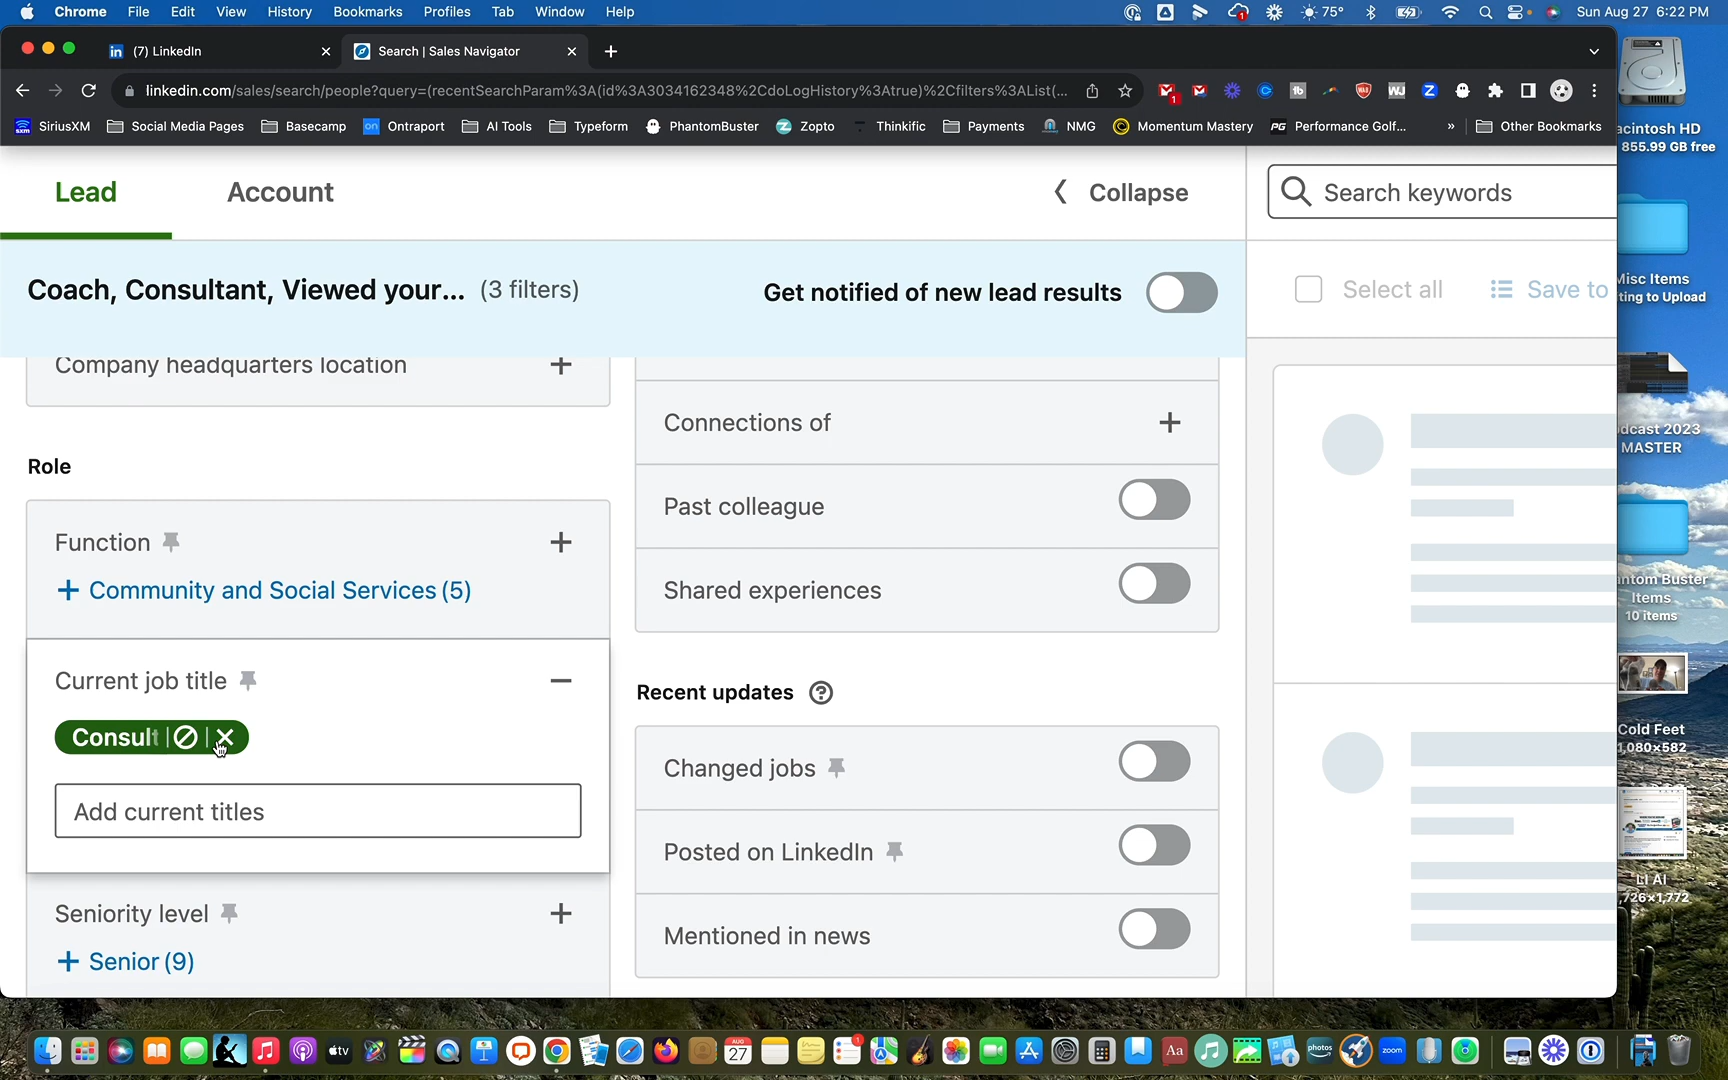 Chrome File Edit View History Bookmarks Profiles Tab Window Help
75° Sun Aug 27 6:22 PM
(7) LinkedIn
Search | Sales Navigator
linkedin.com/sales/search/people?query=(recentSearchParam%3A(id%3A3034162348%2CdoLogHistory%3Atrue)%2Cfilters%3AList(...
SiriusXM Social Media Pages Basecamp Ontraport AI Tools Typeform PhantomBuster Zopto Thinkific Payments NMG Momentum Mastery Performance Golf... » Other Bookmarks
acintosh HD
855.99 GB free
Lead Account Collapse
Search keywords
Coach, Consultant, Viewed your... (3 filters)
Get notified of new lead results
Select all Save to
Misc Items
ting to Upload
Company headquarters location
Connections of
dcast 2023
MASTER
Role
Past colleague
Function
Community and Social Services (5)
Shared experiences
ntom Buster
Items
10 items
Current job title
Recent updates
Consult
Changed jobs
Cold Feet
1,080×582
Add current titles
Posted on LinkedIn
LI AI
,726×1,772
Seniority level
Mentioned in news
Senior (9)
AUG
27
tv
photos
zoom
Aa